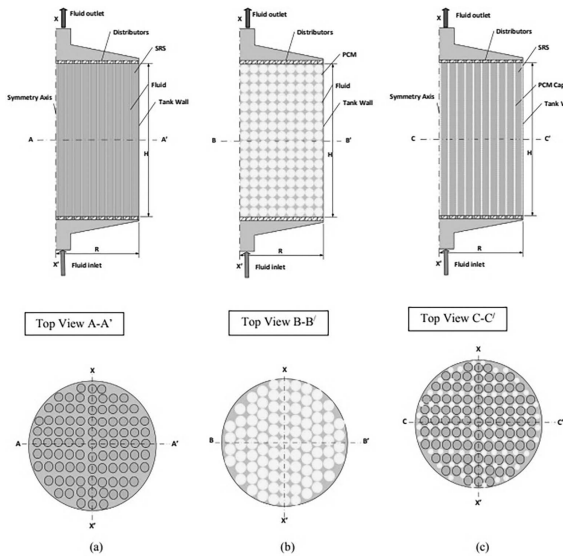 X
Fluid outlet
Distributors
SRS
Fluid
Tank Wall
Symmetry Axis
A
A'
H
R
X'
Fluid inlet
X
Fluid outlet
Distributors
PCM
Fluid
Tank Wall
B
B'
H
R
X'
Fluid inlet
X
Fluid outlet
Distributors
SRS
PCM Cap
Tank
Symmetry Axis
C
C'
H
R
X'
Fluid inlet
Top View A-A'
Top View B-B/
Top View C-C/
X
A
A'
X'
X
B
B'
X'
X
C
C'
X'
(a)
(b)
(c)